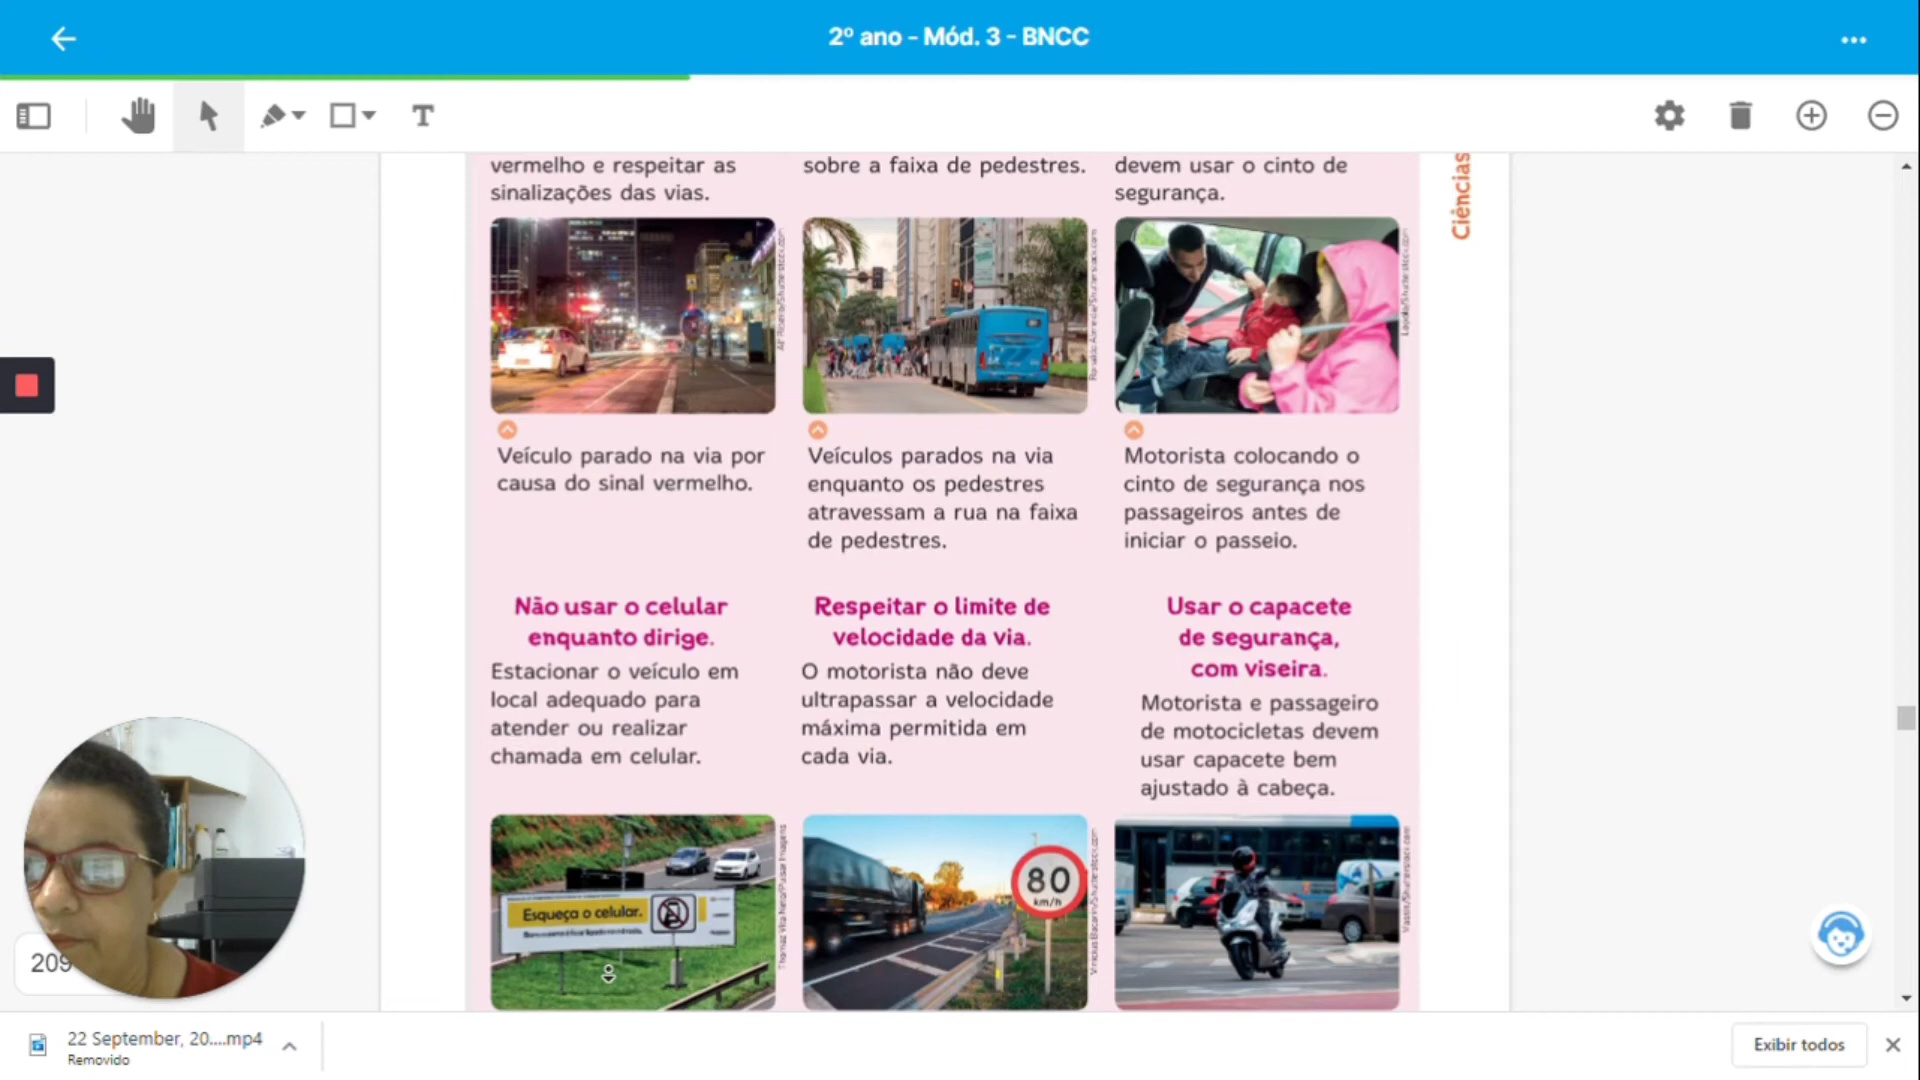 2º ano - Mód. 3 - BNCC
T
vermelho e respeitar as
sinalizações das vias.
sobre a faixa de pedestres.
devem usar o cinto de
segurança.
Ciências
Veículo parado na via por
causa do sinal vermelho.
Veículos parados na via
enquanto os pedestres
atravessam a rua na faixa
de pedestres.
Motorista colocando o
cinto de segurança nos
passageiros antes de
iniciar o passeio.
Não usar o celular
enquanto dirige.
Estacionar o veículo em
local adequado para
atender ou realizar
chamada em celular.
Respeitar o limite de
velocidade da via.
O motorista não deve
ultrapassar a velocidade
máxima permitida em
cada via.
Usar o capacete
de segurança,
com viseira.
Motorista e passageiro
de motocicletas devem
usar capacete bem
ajustado à cabeça.
Esqueça o celular.
80
km/h
209
22 September, 20....mp4
Removido
Exibir todos